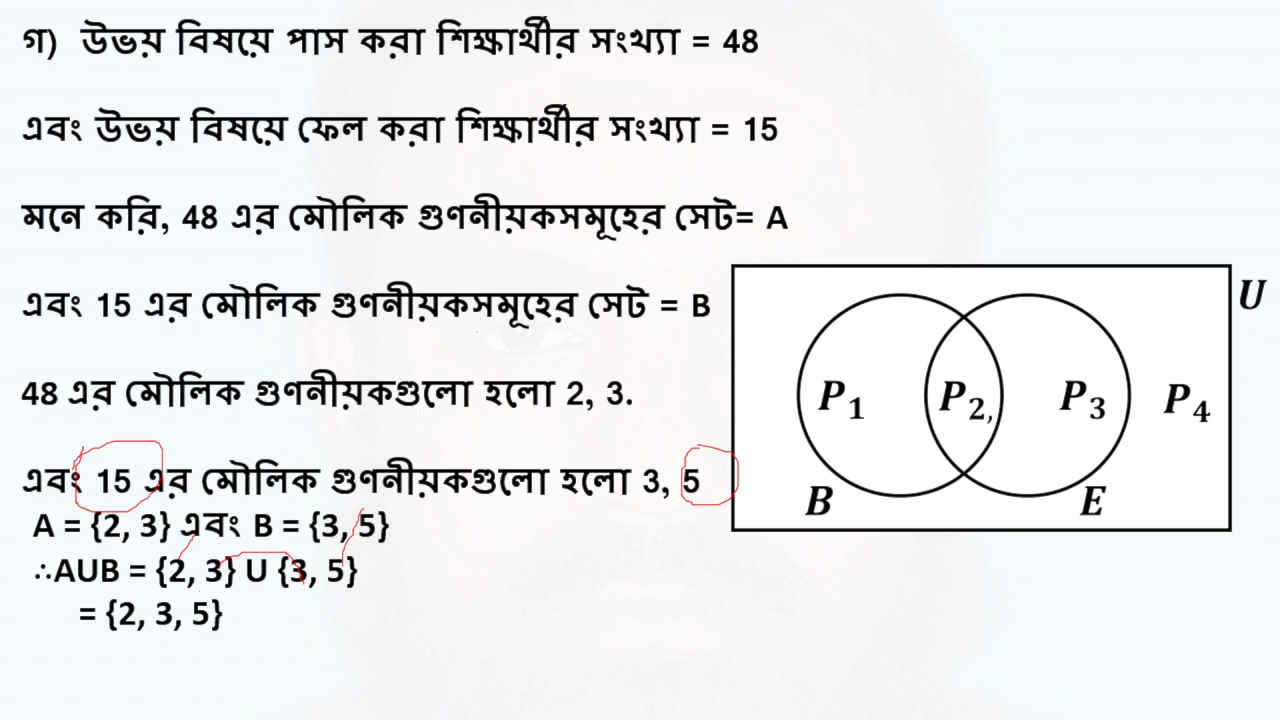 গ) উভয় বিষয়ে পাস করা শিক্ষার্থীর সংখ্যা = 48
এবং উভয় বিষয়ে ফেল করা শিক্ষার্থীর সংখ্যা = 15
মনে করি, 48 এর মৌলিক গুণনীয়কসমূহের সেট= A
এবং 15 এর মৌলিক গুণনীয়কসমূহের সেট = B
48 এর মৌলিক গুণনীয়কগুলো হলো 2, 3.
এবং 15 এর মৌলিক গুণনীয়কগুলো হলো 3, 5
A = {2, 3} এবং B = {3, 5}
∴AUB = {2, 3} U {3, 5}
= {2, 3, 5}
U
P₁ P₂, P₃ P₄
B E